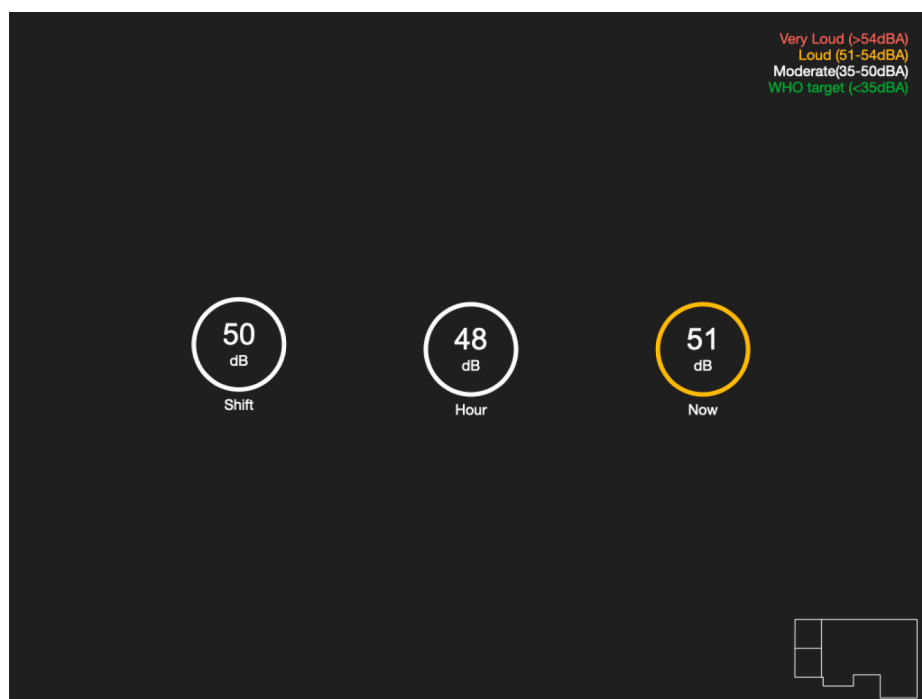 Very Loud (>54dBA)
Loud (51-54dBA)
Moderate(35-50dBA)
WHO target (<35dBA)
50
dB
Shift
48
dB
Hour
51
dB
Now